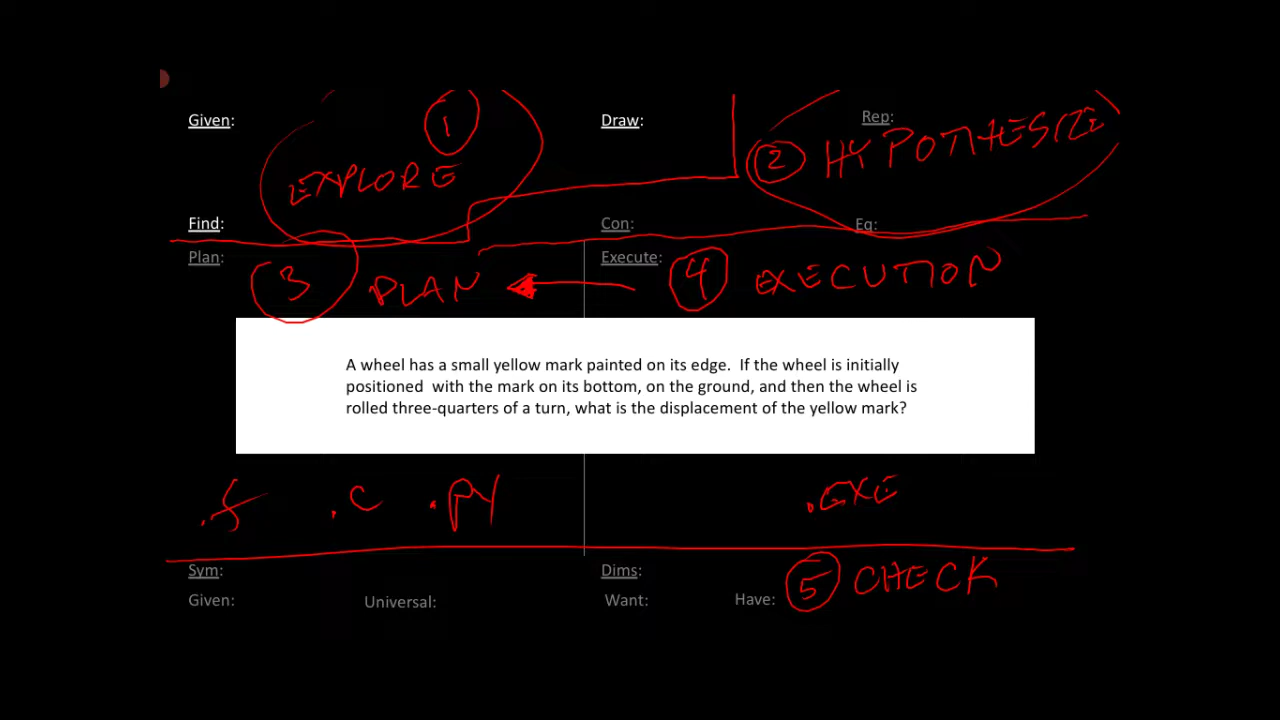 Given:
①
EXPLORE
Draw:
Rep:
② HYPOTHESIZE
Find:
Con:
Eq:
Plan:
③ PLAN
Execute:
④ EXECUTION
A wheel has a small yellow mark painted on its edge.  If the wheel is initially
positioned  with the mark on its bottom, on the ground, and then the wheel is
rolled three-quarters of a turn, what is the displacement of the yellow mark?
.f .c .py
.EXE
Sym:
Given:
Universal:
Dims:
Want:
Have:
⑤ CHECK